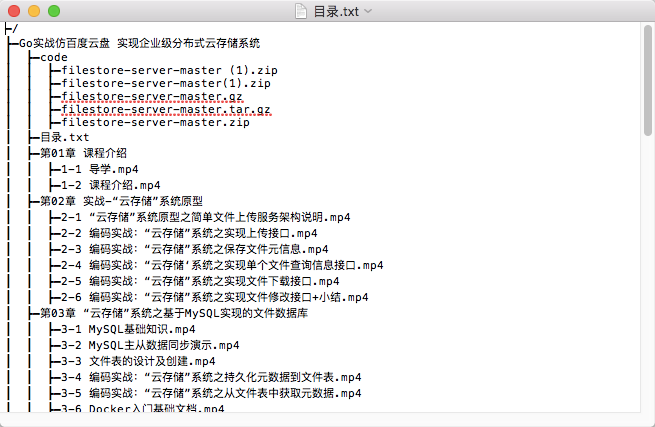 目录.txt
├─/
├─Go实战仿百度云盘 实现企业级分布式云存储系统
│ ├─code
│ │ ├─filestore-server-master (1).zip
│ │ ├─filestore-server-master(1).zip
│ │ ├─filestore-server-master.gz
│ │ ├─filestore-server-master.tar.gz
│ │ ├─filestore-server-master.zip
│ ├─目录.txt
│ ├─第01章 课程介绍
│ │ ├─1-1 导学.mp4
│ │ ├─1-2 课程介绍.mp4
│ ├─第02章 实战-“云存储”系统原型
│ │ ├─2-1 “云存储”系统原型之简单文件上传服务架构说明.mp4
│ │ ├─2-2 编码实战：“云存储”系统之实现上传接口.mp4
│ │ ├─2-3 编码实战：“云存储”系统之保存文件元信息.mp4
│ │ ├─2-4 编码实战：“云存储‘系统之实现单个文件查询信息接口.mp4
│ │ ├─2-5 编码实战：“云存储”系统之实现文件下载接口.mp4
│ │ ├─2-6 编码实战：“云存储”系统之实现文件修改接口+小结.mp4
│ ├─第03章 “云存储”系统之基于MySQL实现的文件数据库
│ │ ├─3-1 MySQL基础知识.mp4
│ │ ├─3-2 MySQL主从数据同步演示.mp4
│ │ ├─3-3 文件表的设计及创建.mp4
│ │ ├─3-4 编码实战：“云存储”系统之持久化元数据到文件表.mp4
│ │ ├─3-5 编码实战：“云存储”系统之从文件表中获取元数据.mp4
│ │ ├─3-6 Docker入门基础文档.mp4